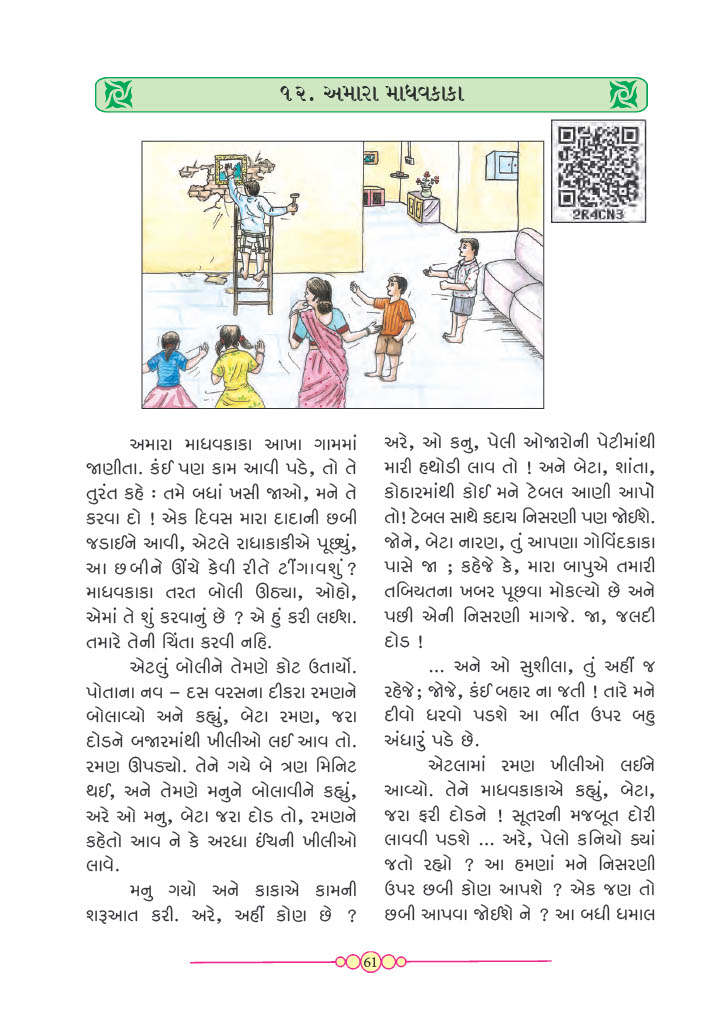 ૧૨. અમારા માધવકાકા
2R4CN3
અમારા માધવકાકા આખા ગામમાં
જાણીતા. કંઈ પણ કામ આવી પડે, તો તે
તુરંત કહે : તમે બધાં ખસી જાઓ, મને તે
કરવા દો ! એક દિવસ મારા દાદાની છબી
જડાઈને આવી, એટલે રાધાકાકીએ પૂછ્યું,
આ છબીને ઊંચે કેવી રીતે ટીંગાવશું ?
માધવકાકા તરત બોલી ઊઠ્યા, ઓહો,
એમાં તે શું કરવાનું છે ? એ હું કરી લઈશ.
તમારે તેની ચિંતા કરવી નહિ.
એટલું બોલીને તેમણે કોટ ઉતાર્યો.
પોતાના નવ – દસ વરસના દીકરા રમણને
બોલાવ્યો અને કહ્યું, બેટા રમણ, જરા
દોડને બજારમાંથી ખીલીઓ લઈ આવ તો.
રમણ ઊપડ્યો. તેને ગયે બે ત્રણ મિનિટ
થઈ, અને તેમણે મનુને બોલાવીને કહ્યું,
અરે ઓ મનુ, બેટા જરા દોડ તો, રમણને
કહેતો આવ ને કે અરધા ઈંચની ખીલીઓ
લાવે.
મનુ ગયો અને કાકાએ કામની
શરૂઆત કરી. અરે, અહીં કોણ છે ?
અરે, ઓ કનુ, પેલી ઓજારોની પેટીમાંથી
મારી હથોડી લાવ તો ! અને બેટા, શાંતા,
કોઠારમાંથી કોઈ મને ટેબલ આણી આપો
તો! ટેબલ સાથે કદાચ નિસરણી પણ જોઈશે.
જોને, બેટા નારણ, તું આપણા ગોવિંદકાકા
પાસે જા ; કહેજે કે, મારા બાપુએ તમારી
તબિયતના ખબર પૂછવા મોકલ્યો છે અને
પછી એની નિસરણી માગજે. જા, જલદી
દોડ !
... અને ઓ સુશીલા, તું અહીં જ
રહેજે; જોજે, કંઈ બહાર ના જતી ! તારે મને
દીવો ધરવો પડશે આ ભીંત ઉપર બહુ
અંધારું પડે છે.
એટલામાં રમણ ખીલીઓ લઈને
આવ્યો. તેને માધવકાકાએ કહ્યું, બેટા,
જરા ફરી દોડને ! સૂતરની મજબૂત દોરી
લાવવી પડશે ... અરે, પેલો કનિયો ક્યાં
જતો રહ્યો ? આ હમણાં મને નિસરણી
ઉપર છબી કોણ આપશે ? એક જણ તો
છબી આપવા જોઈશે ને ? આ બધી ધમાલ
61